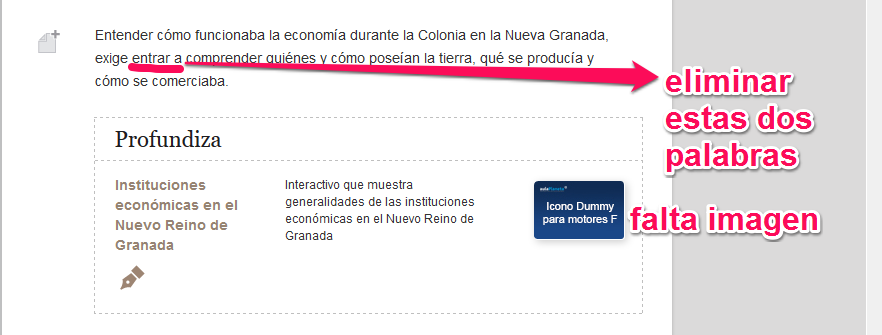 Entender cómo funcionaba la economía durante la Colonia en la Nueva Granada,
exige entrar a comprender quiénes y cómo poseían la tierra, qué se producía y
cómo se comerciaba.
eliminar
estas dos
palabras
Profundiza
Instituciones
económicas en el
Nuevo Reino de
Granada
Interactivo que muestra
generalidades de las instituciones
económicas en el Nuevo Reino de
Granada
aulaPlaneta
Icono Dummy
para motores F
falta imagen